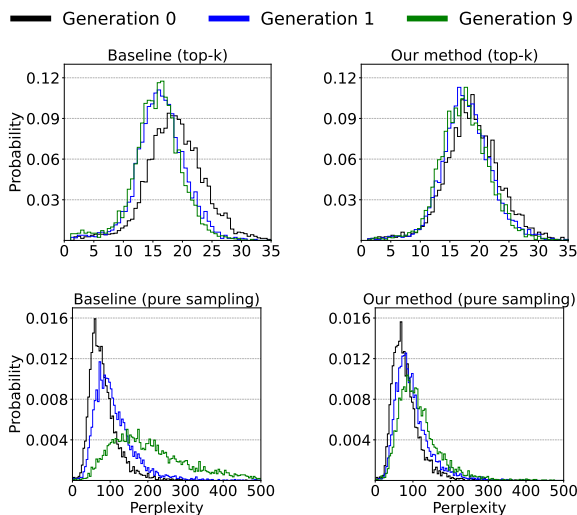 Generation 0 Generation 1 Generation 9
Baseline (top-k) Our method (top-k)
Probability
0.12
0.09
0.06
0.03
0 5 10 15 20 25 30 35
0.12
0.09
0.06
0.03
0 5 10 15 20 25 30 35
Baseline (pure sampling) Our method (pure sampling)
Probability
0.016
0.012
0.008
0.004
0 100 200 300 400 500
Perplexity
0.016
0.012
0.008
0.004
0 100 200 300 400 500
Perplexity